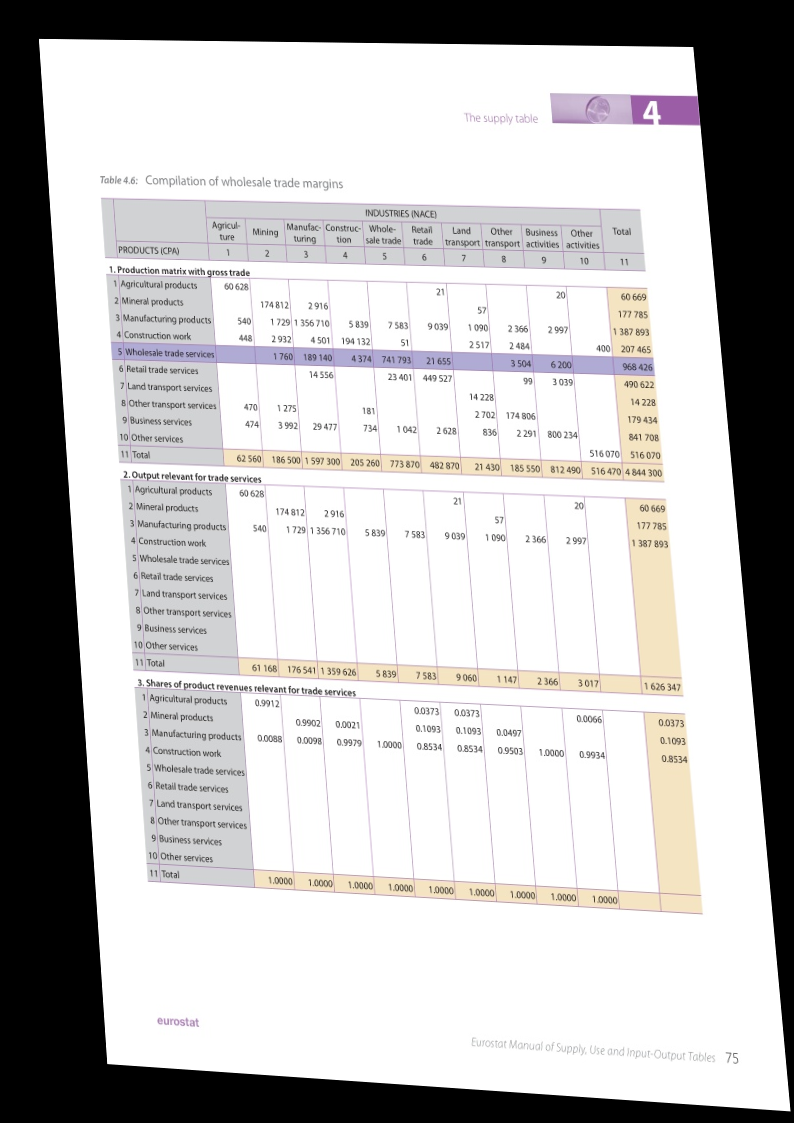 The supply table
4
Table 4.6: Compilation of wholesale trade margins
INDUSTRIES (NACE)
Agricul-ture Mining Manufac-turing Construc-tion Whole-sale trade Retail trade Land transport Other transport Business activities Other activities Total
PRODUCTS (CPA) 1 2 3 4 5 6 7 8 9 10 11
1. Production matrix with gross trade
1 Agricultural products 60 628 21 20 60 669
2 Mineral products 174 812 2 916 57 177 785
3 Manufacturing products 540 1 729 1 356 710 5 839 7 583 9 039 1 090 2 366 2 997 1 387 893
4 Construction work 448 2 932 4 501 194 132 51 2 517 2 484 400 207 465
5 Wholesale trade services 1 760 189 140 4 374 741 793 21 655 3 504 6 200 968 426
6 Retail trade services 14 556 23 401 449 527 99 3 039 490 622
7 Land transport services 14 228 14 228
8 Other transport services 470 1 275 181 2 702 174 806 179 434
9 Business services 474 3 992 29 477 734 1 042 2 628 836 2 291 800 234 841 708
10 Other services 516 070 516 070
11 Total 62 560 186 500 1 597 300 205 260 773 870 482 870 21 430 185 550 812 490 516 470 4 844 300
2. Output relevant for trade services
1 Agricultural products 60 628 21 20 60 669
2 Mineral products 174 812 2 916 57 177 785
3 Manufacturing products 540 1 729 1 356 710 5 839 7 583 9 039 1 090 2 366 2 997 1 387 893
4 Construction work
5 Wholesale trade services
6 Retail trade services
7 Land transport services
8 Other transport services
9 Business services
10 Other services
11 Total 61 168 176 541 1 359 626 5 839 7 583 9 060 1 147 2 366 3 017 1 626 347
3. Shares of product revenues relevant for trade services
1 Agricultural products 0.9912 0.0373 0.0373 0.0066 0.0373
2 Mineral products 0.9902 0.0021 0.1093 0.1093 0.0497 0.1093
3 Manufacturing products 0.0088 0.0098 0.9979 1.0000 0.8534 0.8534 0.9503 1.0000 0.9934 0.8534
4 Construction work
5 Wholesale trade services
6 Retail trade services
7 Land transport services
8 Other transport services
9 Business services
10 Other services
11 Total 1.0000 1.0000 1.0000 1.0000 1.0000 1.0000 1.0000 1.0000 1.0000
eurostat
Eurostat Manual of Supply, Use and Input-Output Tables 75